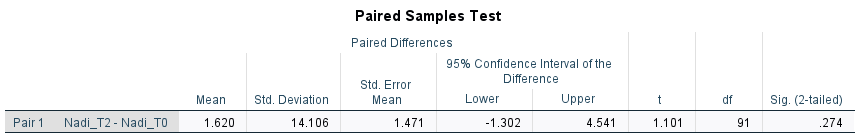 Paired Samples Test
Paired Differences
95% Confidence Interval of the Difference
Mean Std. Deviation Std. Error Mean Lower Upper t df Sig. (2-tailed)
Pair 1 Nadi_T2 - Nadi_T0 1.620 14.106 1.471 -1.302 4.541 1.101 91 .274